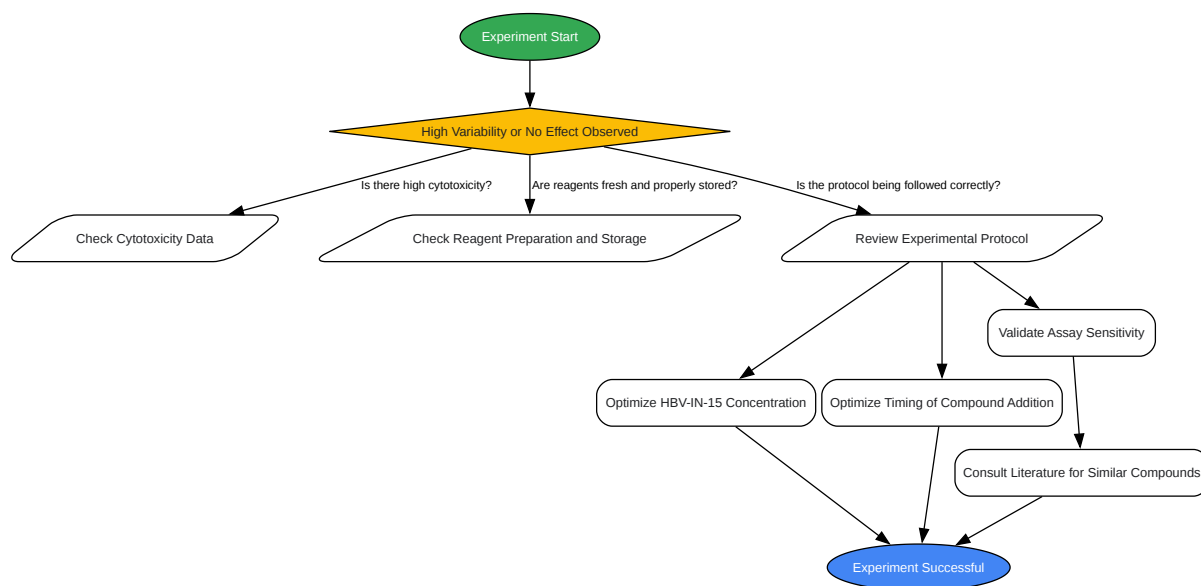 Experiment Start
High Variability or No Effect Observed
Is there high cytotoxicity?
Are reagents fresh and properly stored?
Is the protocol being followed correctly?
Check Cytotoxicity Data
Check Reagent Preparation and Storage
Review Experimental Protocol
Validate Assay Sensitivity
Optimize HBV-IN-15 Concentration
Optimize Timing of Compound Addition
Consult Literature for Similar Compounds
Experiment Successful